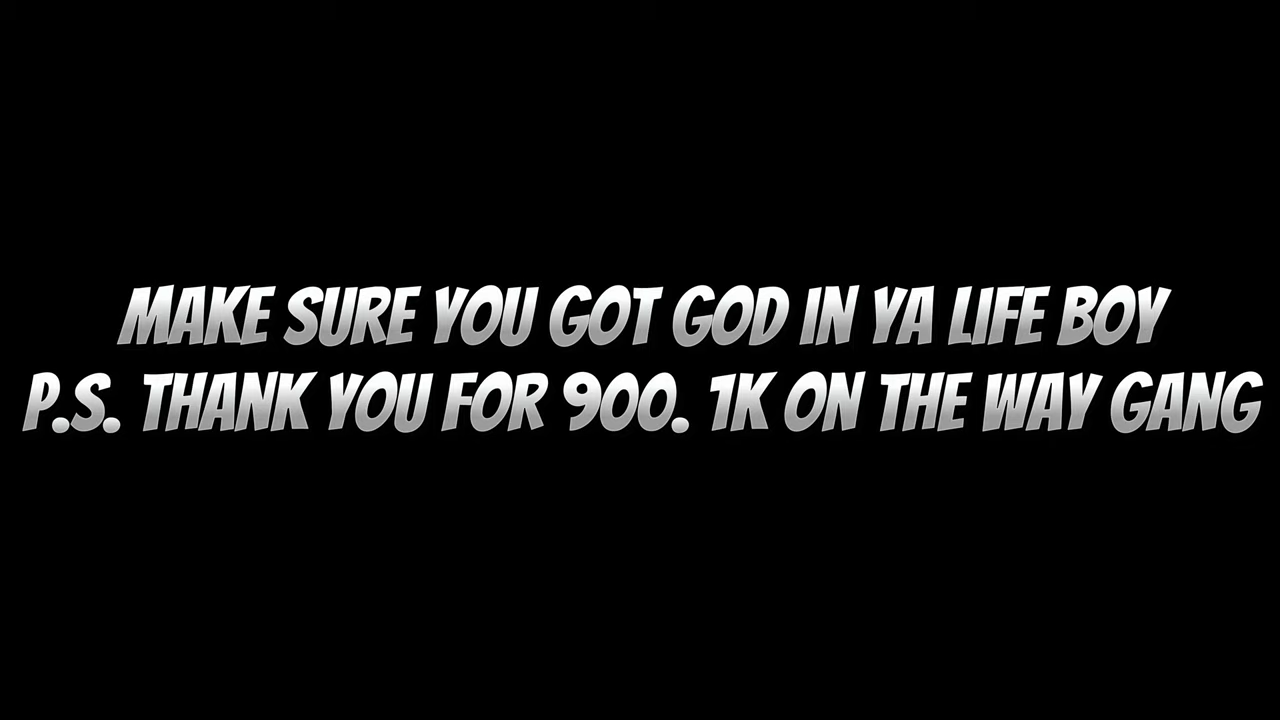 MAKE SURE YOU GOT GOD IN YA LIFE BOY
P.S. THANK YOU FOR 900. 1K ON THE WAY GANG